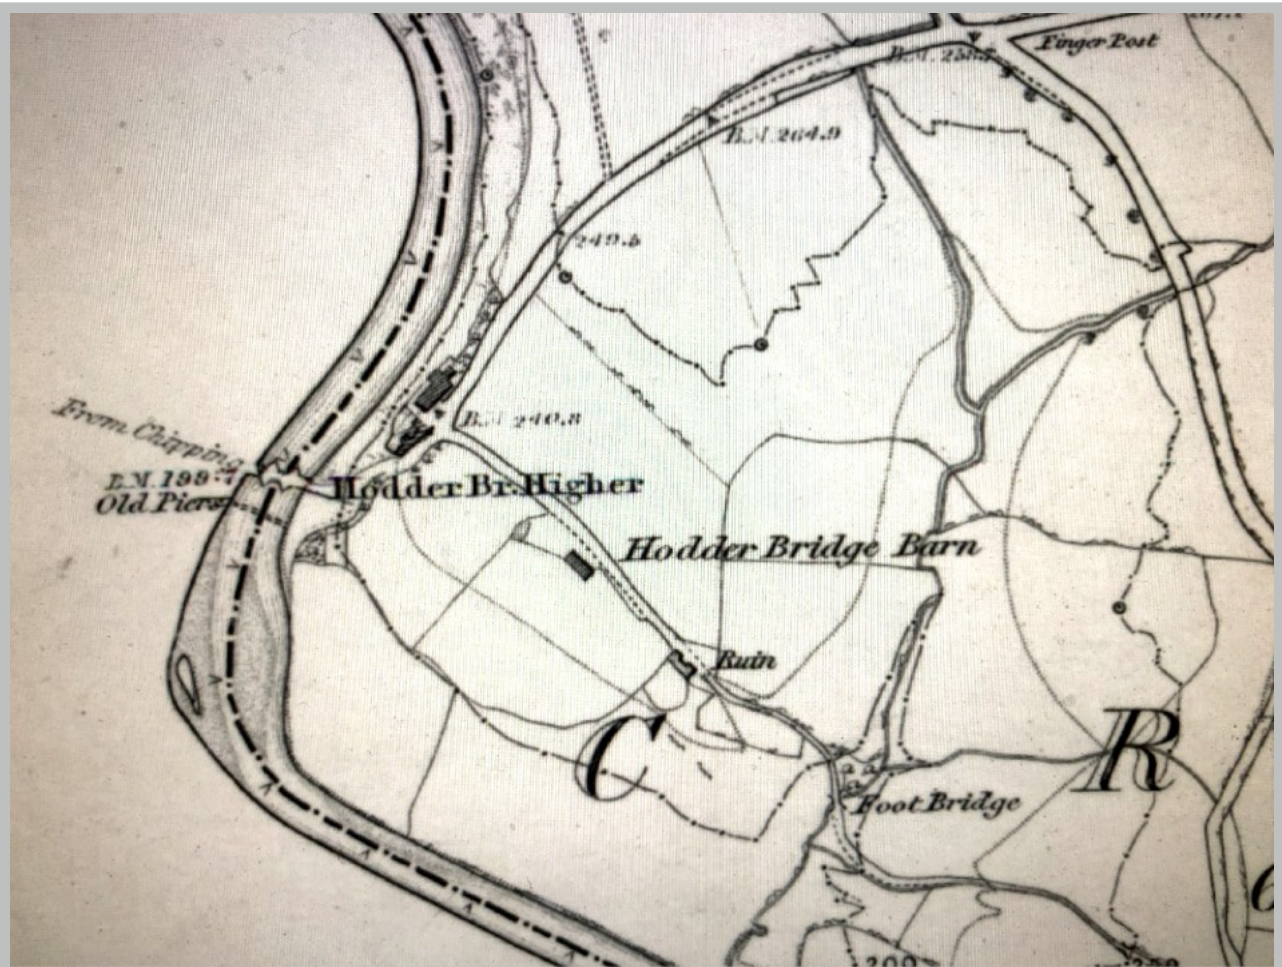 Finger Post
B.M. 264.9
249.5
B.M. 240.8
From Chipping
B.M. 199.
Old Piers
Hodder Br. Higher
Hodder Bridge Barn
Ruin
C
R
Foot Bridge
200